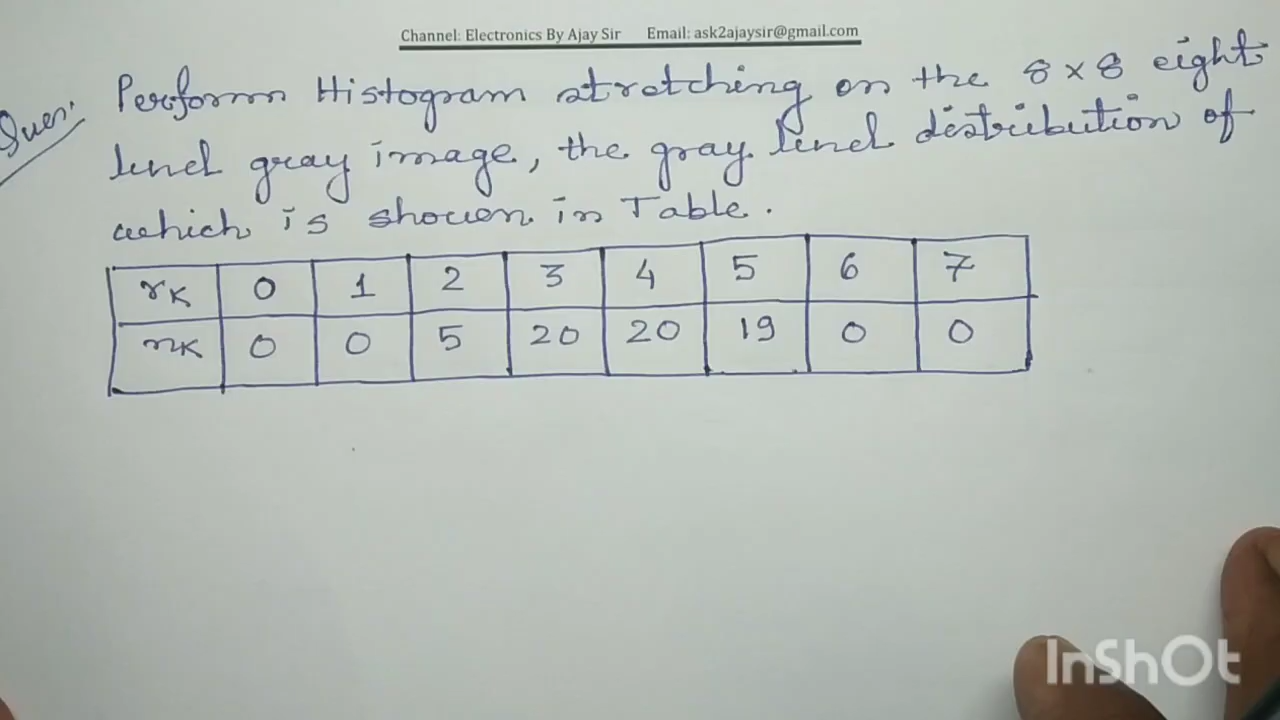 Channel: Electronics By Ajay Sir Email: ask2ajaysir@gmail.com
Ques: Perform Histogram stretching on the 8 × 8 eight
level gray image, the gray level distribution of
which is shown in Table.
rK 0 1 2 3 4 5 6 7
nK 0 0 5 20 20 19 0 0
InShOt